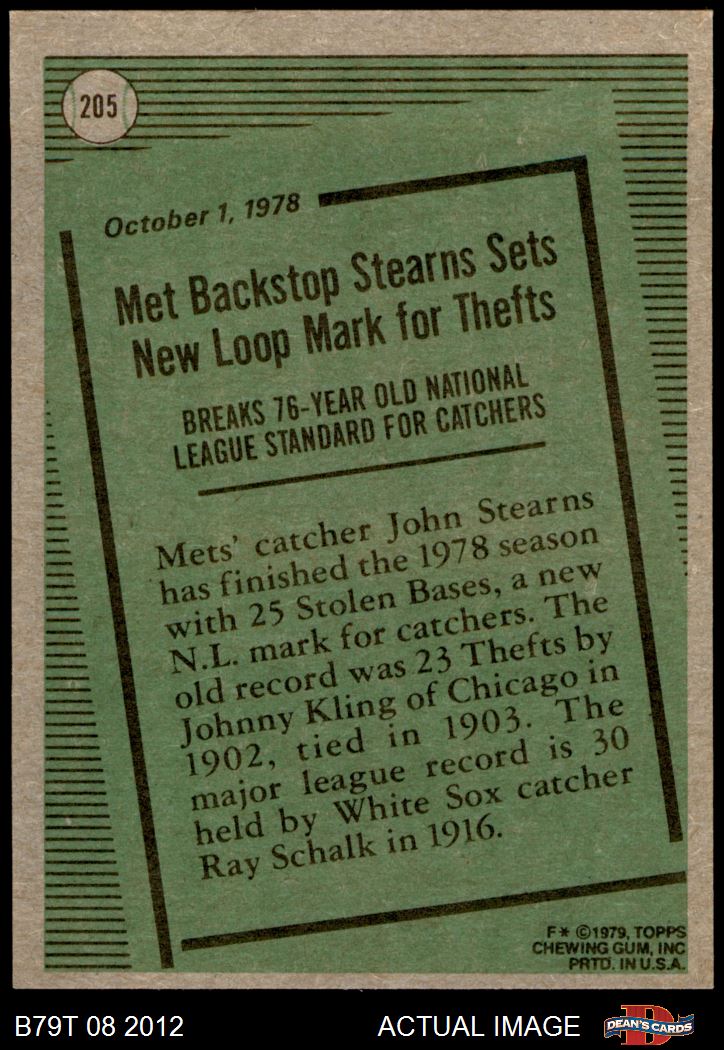 205
October 1, 1978
Met Backstop Stearns Sets
New Loop Mark for Thefts
BREAKS 76-YEAR OLD NATIONAL
LEAGUE STANDARD FOR CATCHERS
Mets' catcher John Stearns
has finished the 1978 season
with 25 Stolen Bases, a new
N.L. mark for catchers. The
old record was 23 Thefts by
Johnny Kling of Chicago in
1902, tied in 1903. The
major league record is 30
held by White Sox catcher
Ray Schalk in 1916.
F* ©1979, TOPPS
CHEWING GUM, INC
PRTD. IN U.S.A.
B79T 08 2012
ACTUAL IMAGE
D
DEAN'S CARDS